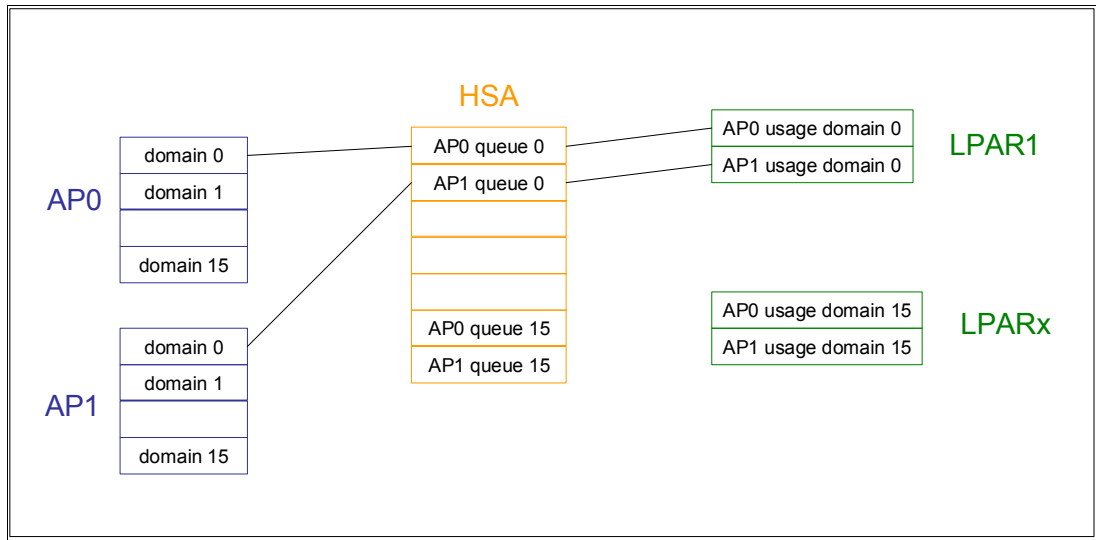 HSA
AP0
domain 0
domain 1
domain 15
AP1
domain 0
domain 1
domain 15
AP0 queue 0
AP1 queue 0
AP0 queue 15
AP1 queue 15
AP0 usage domain 0
AP1 usage domain 0
LPAR1
AP0 usage domain 15
AP1 usage domain 15
LPARx